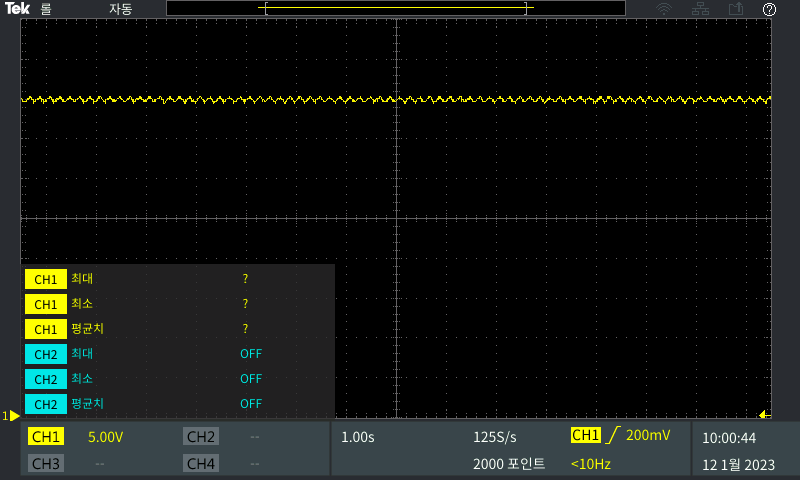 Tek 롤 자동
CH1 최대 ?
CH1 최소 ?
CH1 평균치 ?
CH2 최대 OFF
CH2 최소 OFF
CH2 평균치 OFF
1
CH1 5.00V CH2 -- 1.00s 125S/s CH1 200mV 10:00:44
CH3 -- CH4 -- 2000 포인트 <10Hz 12 1월 2023